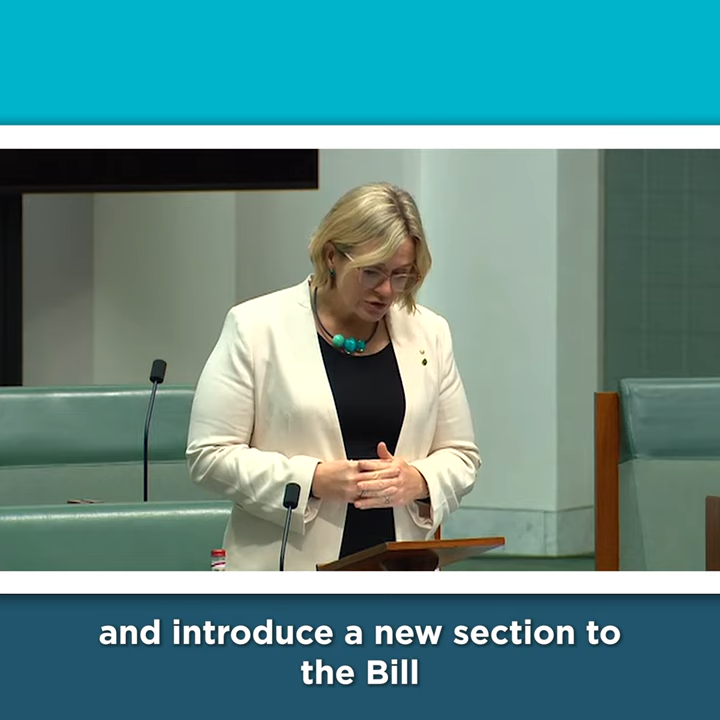 and introduce a new section to
the Bill